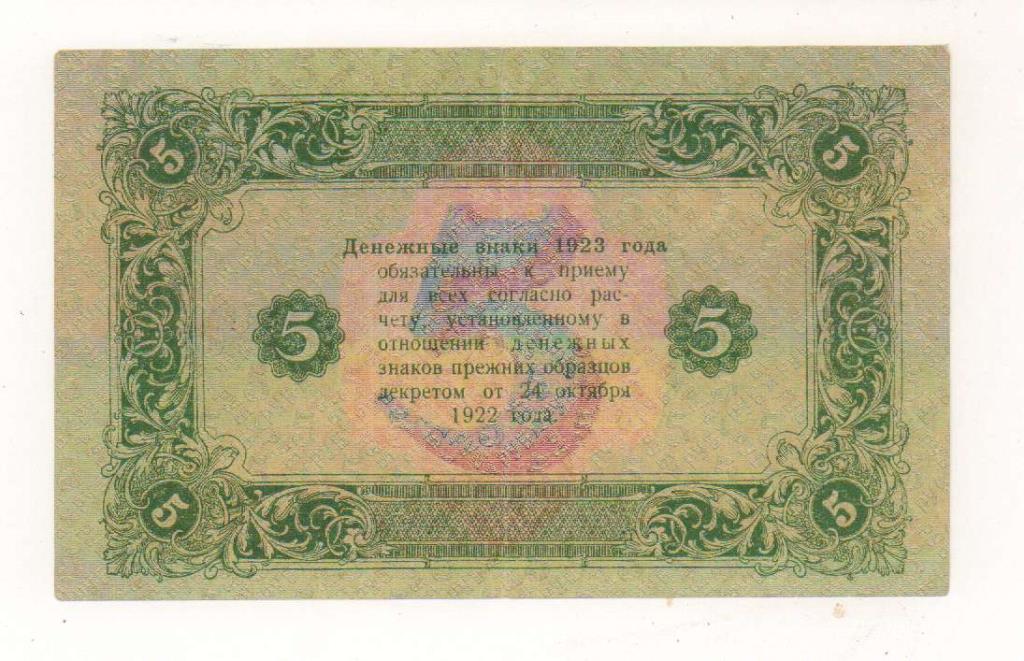 5 5
Денежные знаки 1923 года
обязательны к приему
для всех согласно рас-
чету, установленному в
5 5
отношении денежных
знаков прежних образцов
декретом от 24 октября
1922 года.
5 5